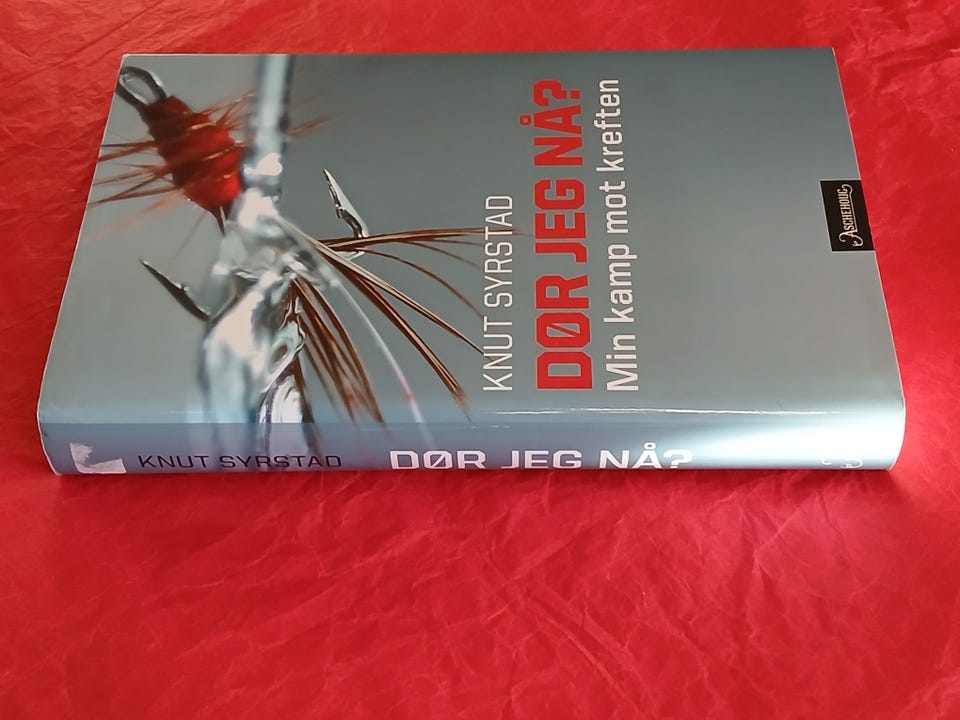 KNUT SYRSTAD
DØR JEG NÅ?
Min kamp mot kreften
ASCHEHOUG
KNUT SYRSTAD
DØR JEG NÅ?